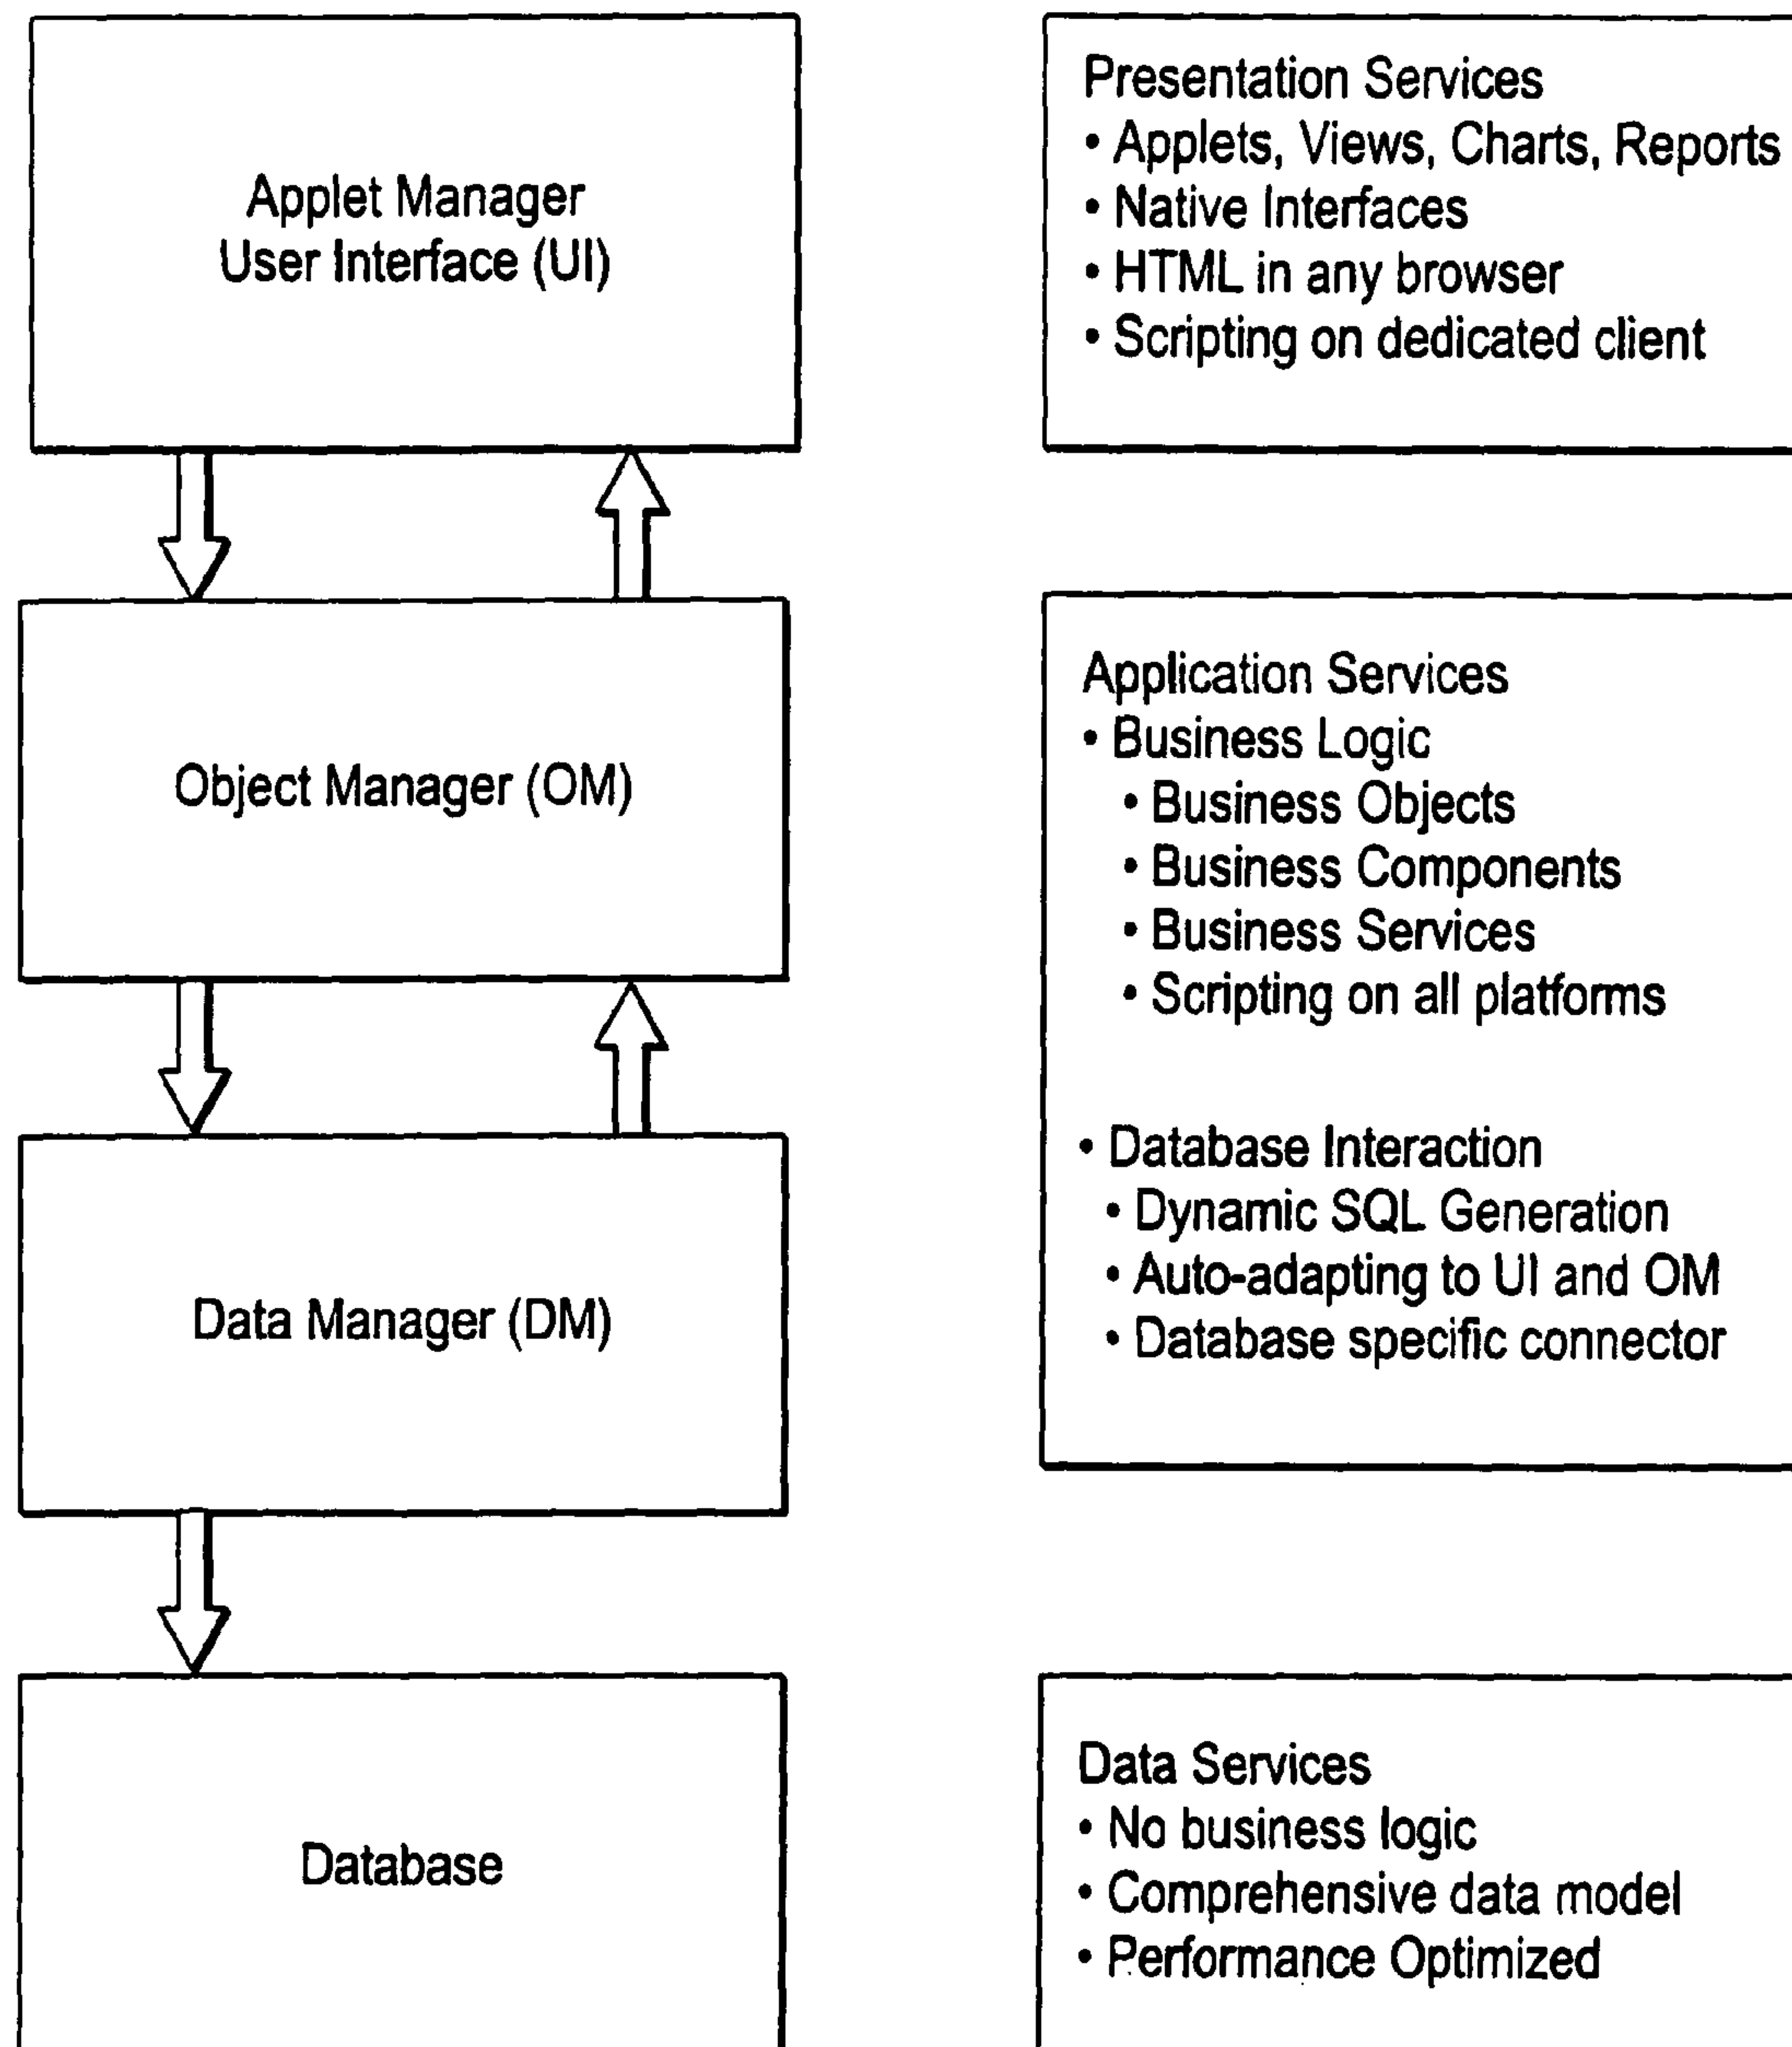 Applet Manager
User Interface (UI)
Presentation Services
• Applets, Views, Charts, Reports
• Native Interfaces
• HTML in any browser
• Scripting on dedicated client
Object Manager (OM)
Data Manager (DM)
Application Services
• Business Logic
• Business Objects
• Business Components
• Business Services
• Scripting on all platforms
• Database Interaction
• Dynamic SQL Generation
• Auto-adapting to UI and OM
• Database specific connector
Database
Data Services
• No business logic
• Comprehensive data model
• Performance Optimized